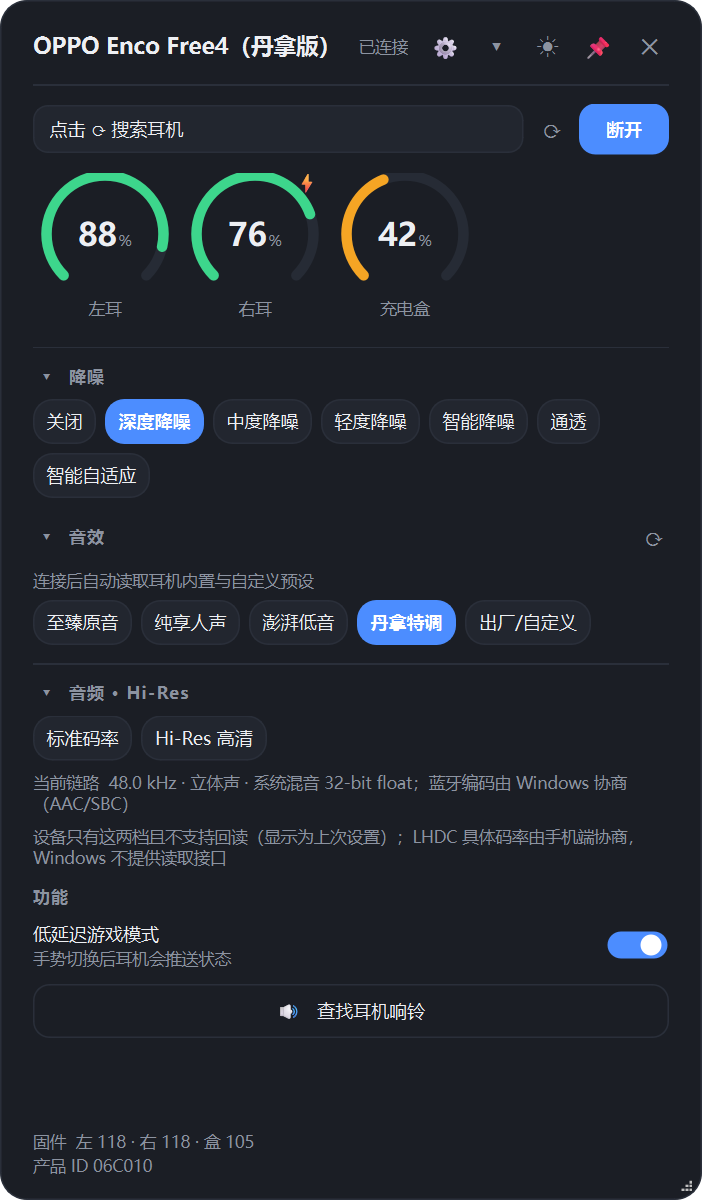 OPPO Enco Free4（丹拿版） 已连接
点击 ⟳ 搜索耳机 断开
88% 76% 42%
左耳 右耳 充电盒
降噪
关闭 深度降噪 中度降噪 轻度降噪 智能降噪 通透
智能自适应
音效
连接后自动读取耳机内置与自定义预设
至臻原音 纯享人声 澎湃低音 丹拿特调 出厂/自定义
音频 • Hi-Res
标准码率 Hi-Res 高清
当前链路 48.0 kHz · 立体声 · 系统混音 32-bit float；蓝牙编码由 Windows 协商
（AAC/SBC）
设备只有这两档且不支持回读（显示为上次设置）；LHDC 具体码率由手机端协商，
Windows 不提供读取接口
功能
低延迟游戏模式
手势切换后耳机会推送状态
查找耳机响铃
固件 左 118 · 右 118 · 盒 105
产品 ID 06C010